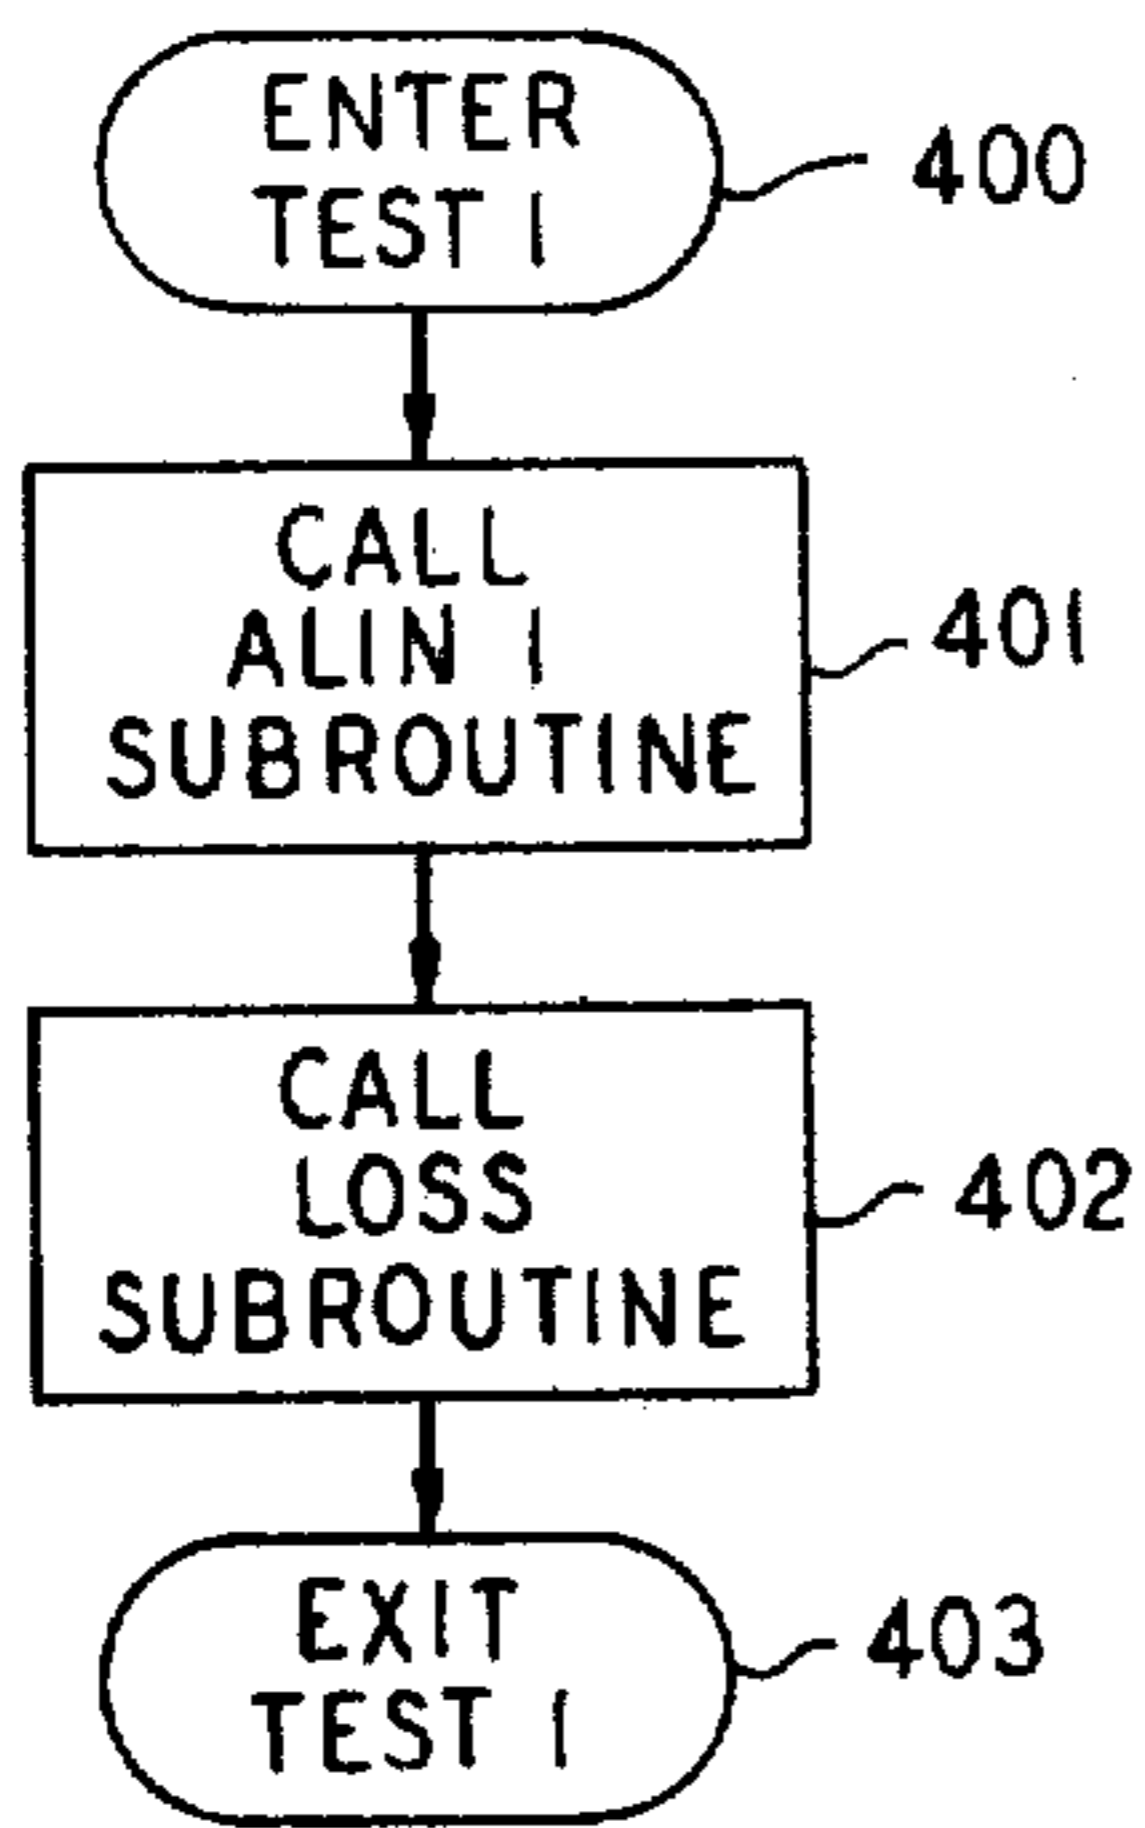 ENTER
TEST 1
400
CALL
ALIN 1
SUBROUTINE
401
CALL
LOSS
SUBROUTINE
402
EXIT
TEST 1
403